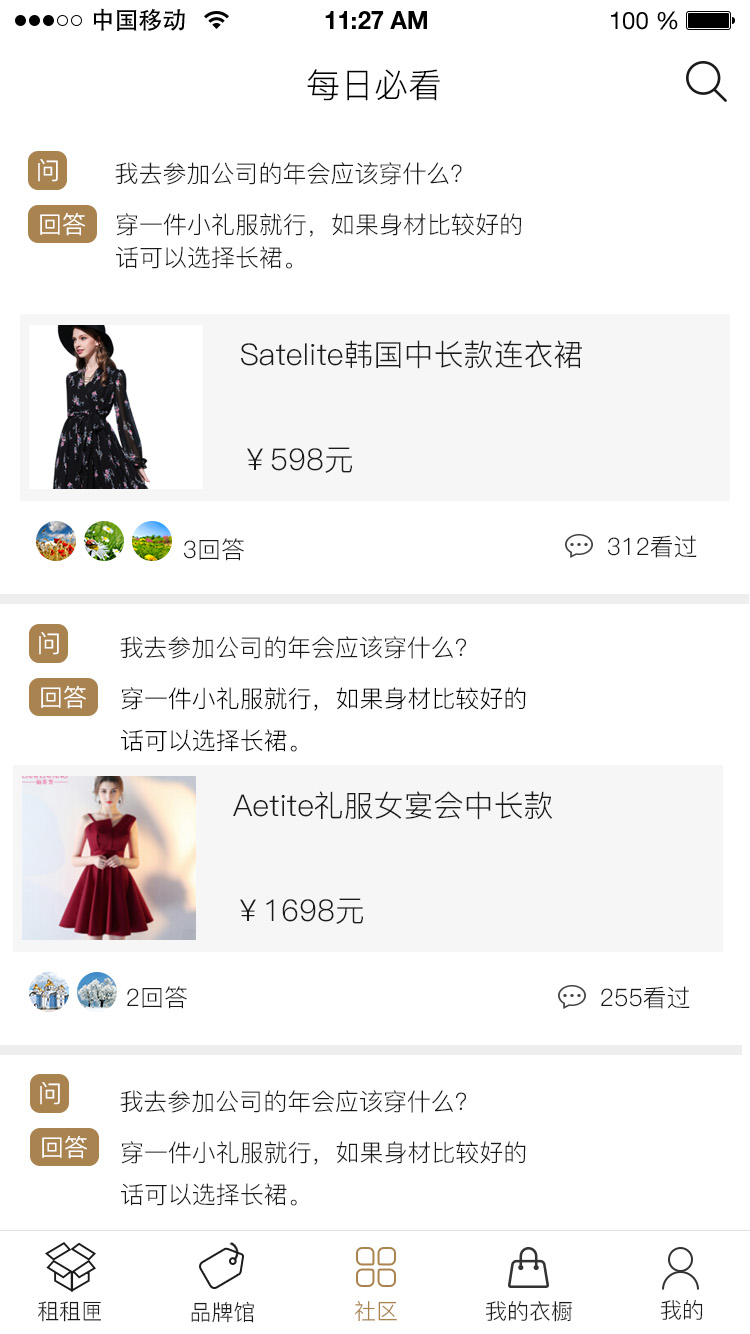 中国移动 11:27 AM 100 %
每日必看
问 我去参加公司的年会应该穿什么？
回答 穿一件小礼服就行，如果身材比较好的
话可以选择长裙。
Satelite韩国中长款连衣裙
￥598元
3回答 312看过
问 我去参加公司的年会应该穿什么？
回答 穿一件小礼服就行，如果身材比较好的
话可以选择长裙。
Aetite礼服女宴会中长款
￥1698元
2回答 255看过
问 我去参加公司的年会应该穿什么？
回答 穿一件小礼服就行，如果身材比较好的
话可以选择长裙。
租租匣 品牌馆 社区 我的衣橱 我的